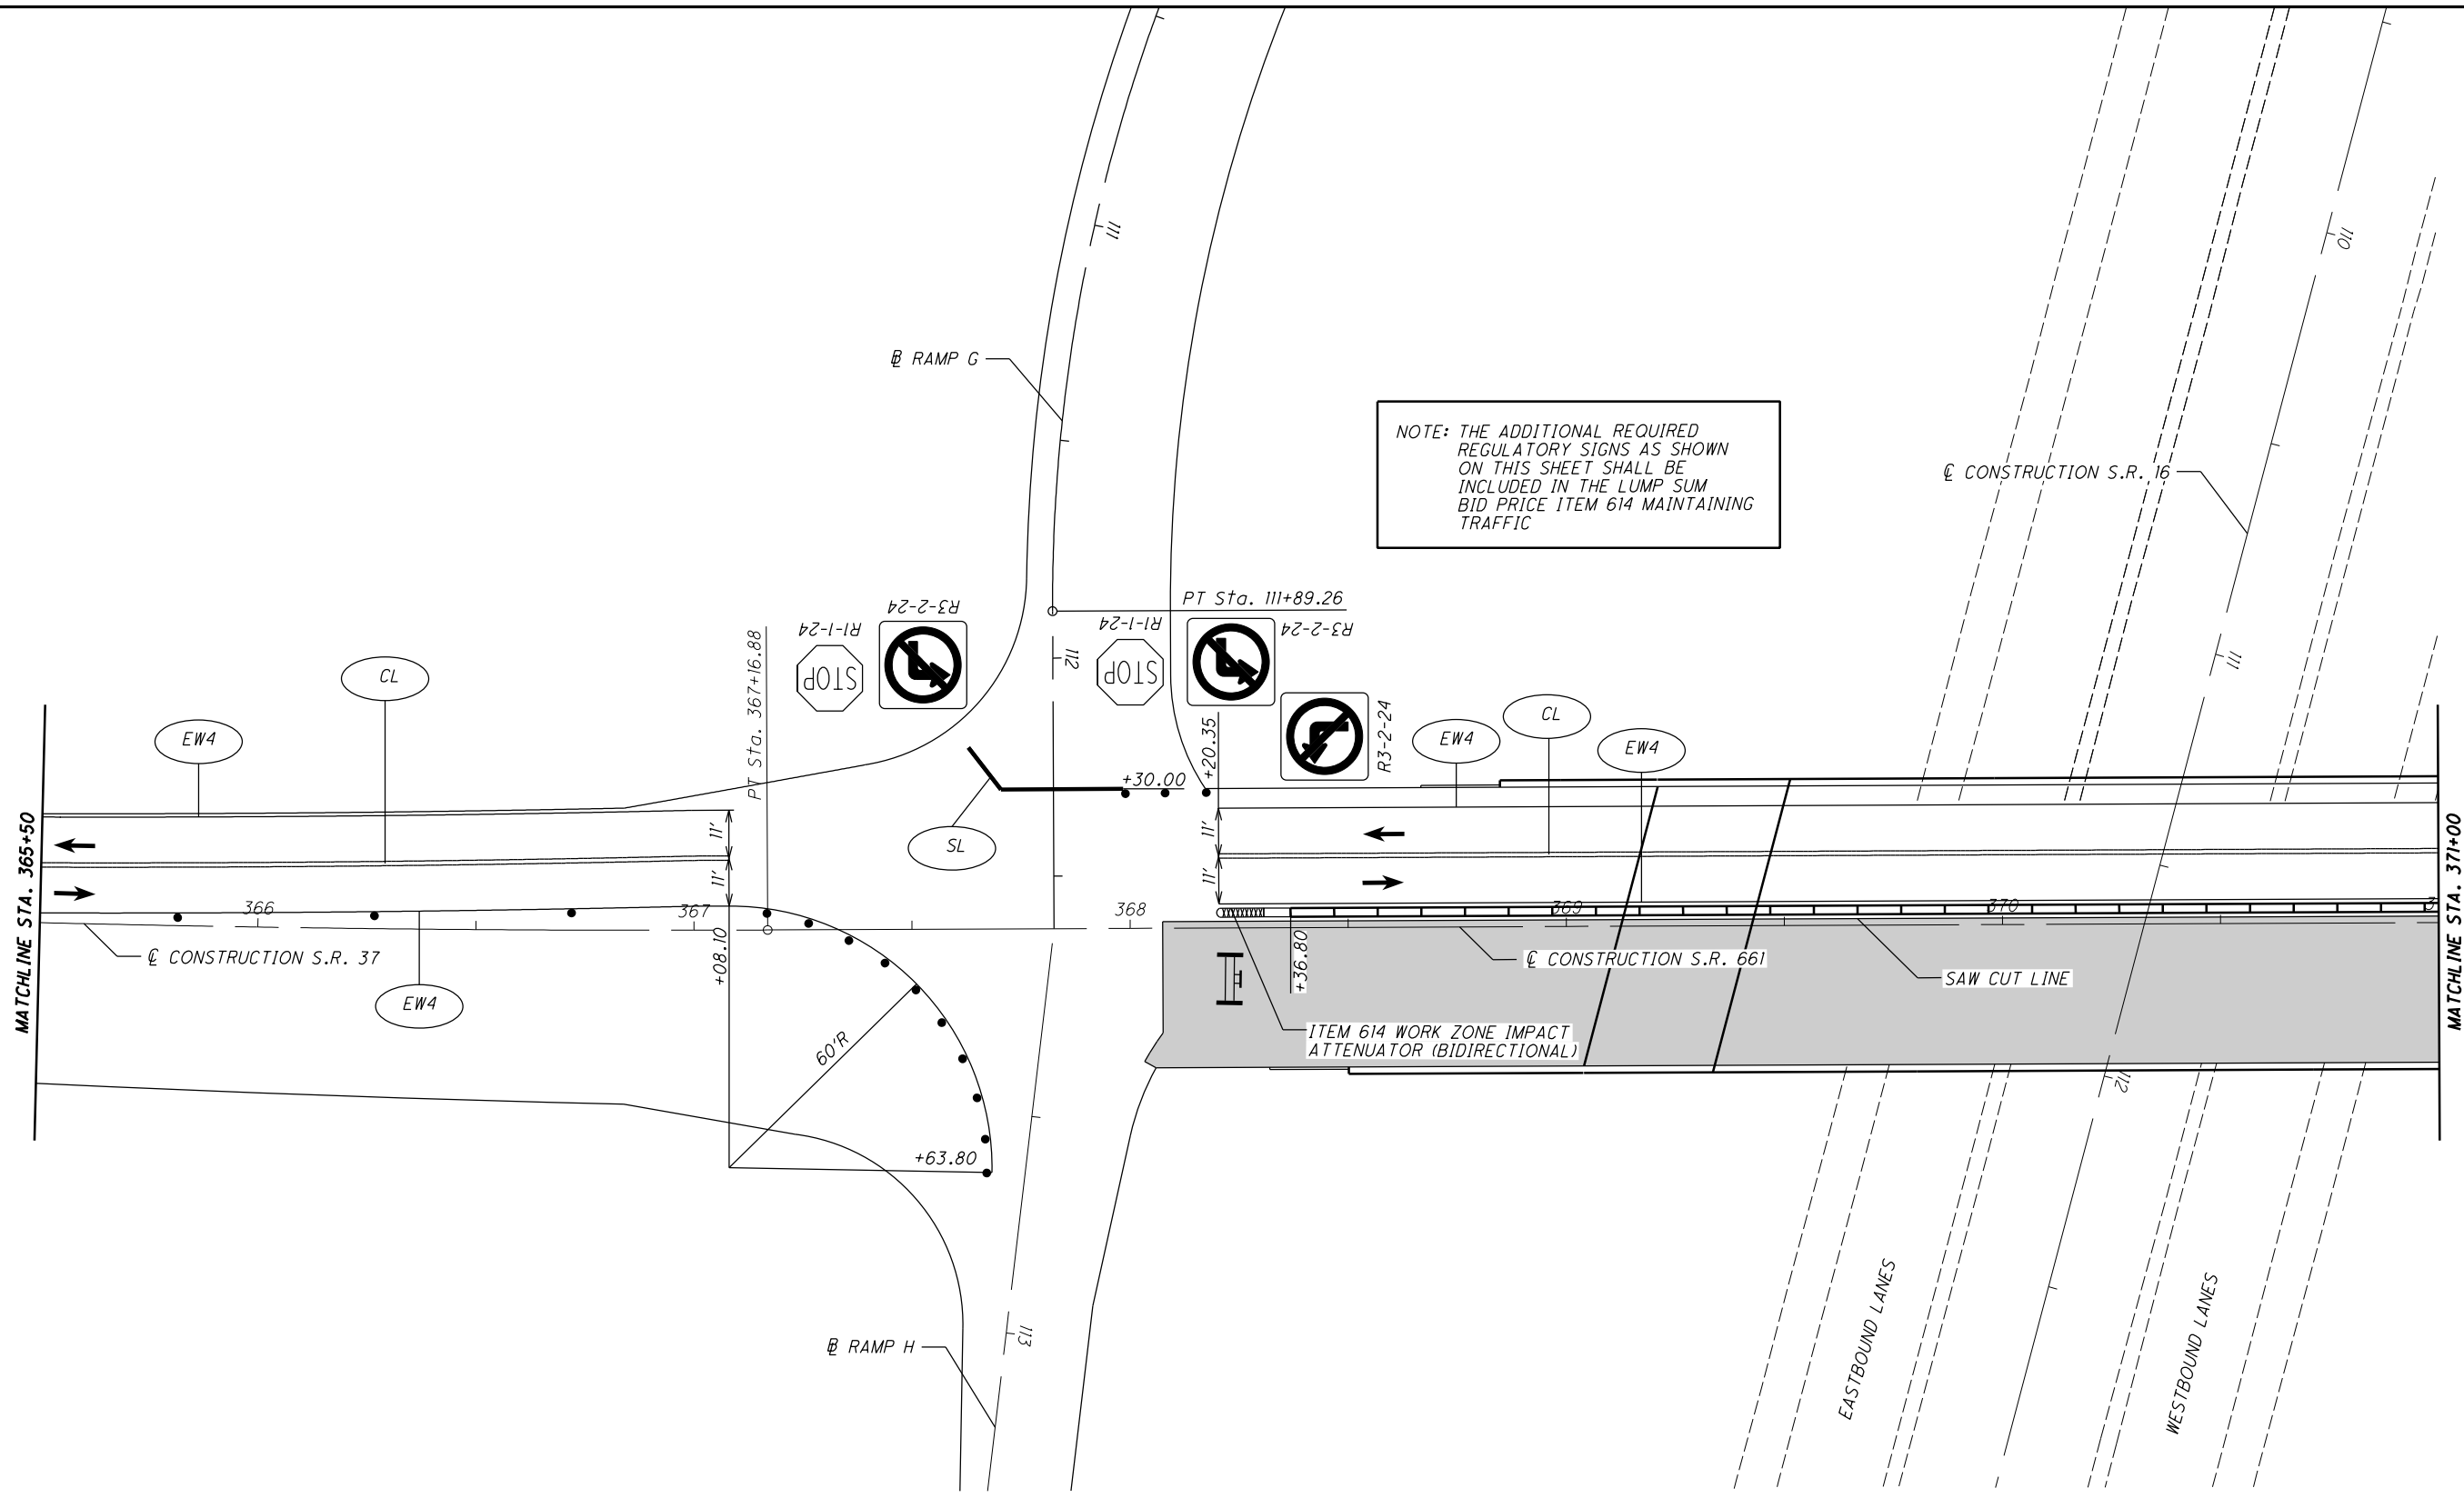 111
110
℄ RAMP G
NOTE: THE ADDITIONAL REQUIRED
REGULATORY SIGNS AS SHOWN
ON THIS SHEET SHALL BE
INCLUDED IN THE LUMP SUM
BID PRICE ITEM 614 MAINTAINING
TRAFFIC
℄ CONSTRUCTION S.R. 16
PT Sta. 111+89.26
R3-2-24
R1-1-24
STOP
R1-1-24
STOP
R3-2-24
112
111
PT Sta. 367+16.88
CL
EW4
R3-2-24
+20.35
+30.00
EW4
CL
EW4
SL
MATCHLINE STA. 365+50
MATCHLINE STA. 371+00
11'
11'
11'
11'
366
367
368
369
370
3
+08.10
+36.80
℄ CONSTRUCTION S.R. 37
℄ CONSTRUCTION S.R. 661
SAW CUT LINE
EW4
ITEM 614 WORK ZONE IMPACT
ATTENUATOR (BIDIRECTIONAL)
60'R
112
+63.80
EASTBOUND LANES
WESTBOUND LANES
113
℄ RAMP H